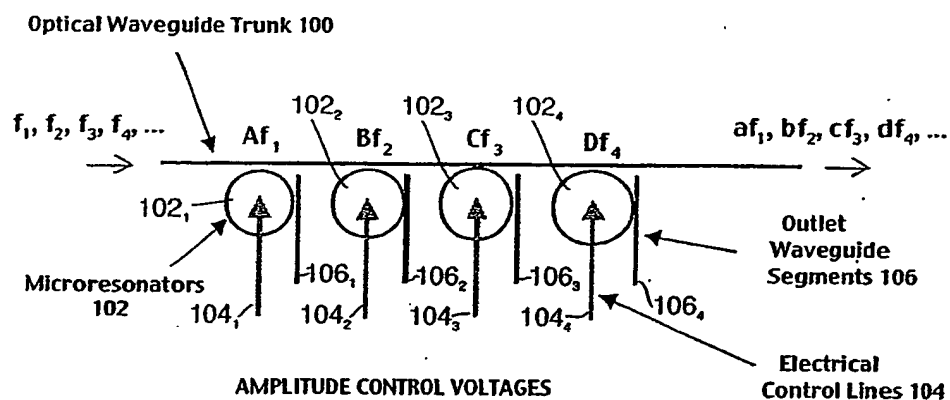 Optical Waveguide Trunk 100
f₁, f₂, f₃, f₄, ...
Af₁
102₂
Bf₂
102₃
Cf₃
102₄
Df₄
af₁, bf₂, cf₃, df₄, ...
102₁
Microresonators
102
104₁
106₁
104₂
106₂
104₃
106₃
104₄
106₄
Outlet
Waveguide
Segments 106
Electrical
Control Lines 104
AMPLITUDE CONTROL VOLTAGES